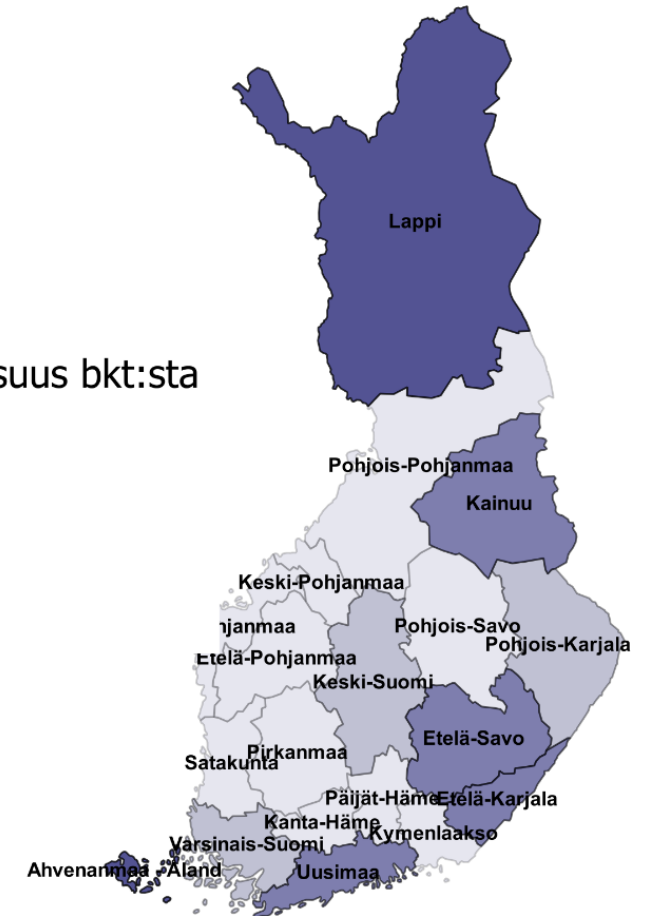 Lappi
suus bkt:sta
Pohjois-Pohjanmaa
Kainuu
Keski-Pohjanmaa
njanmaa
Pohjois-Savo
Pohjois-Karjala
Etelä-Pohjanmaa
Keski-Suomi
Etelä-Savo
Pirkanmaa
Satakunta
Päijät-Häme
Etelä-Karjala
Kanta-Häme
Kymenlaakso
Varsinais-Suomi
Ahvenanmaa - Åland
Uusimaa